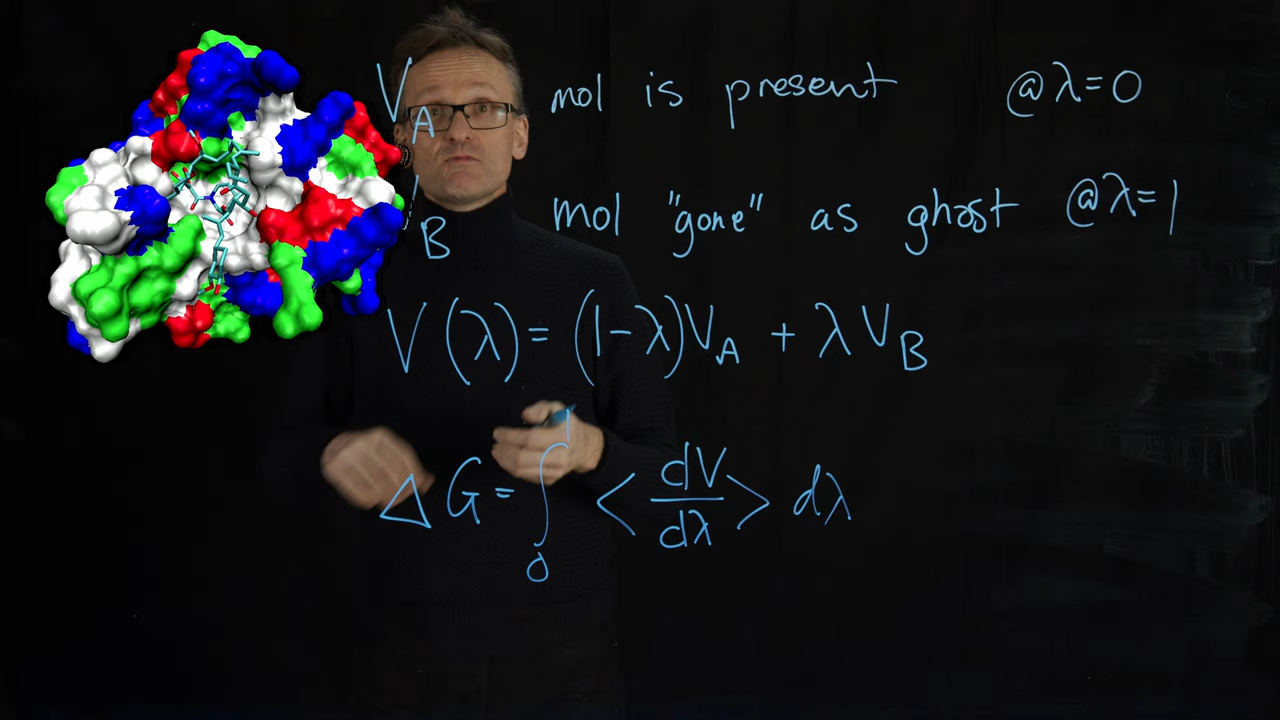 V_A mol is present @λ=0
V_B mol "gone" as ghost @λ=1
V(λ) = (1-λ)V_A + λV_B
ΔG = ∫_0^1 <dV/dλ> dλ